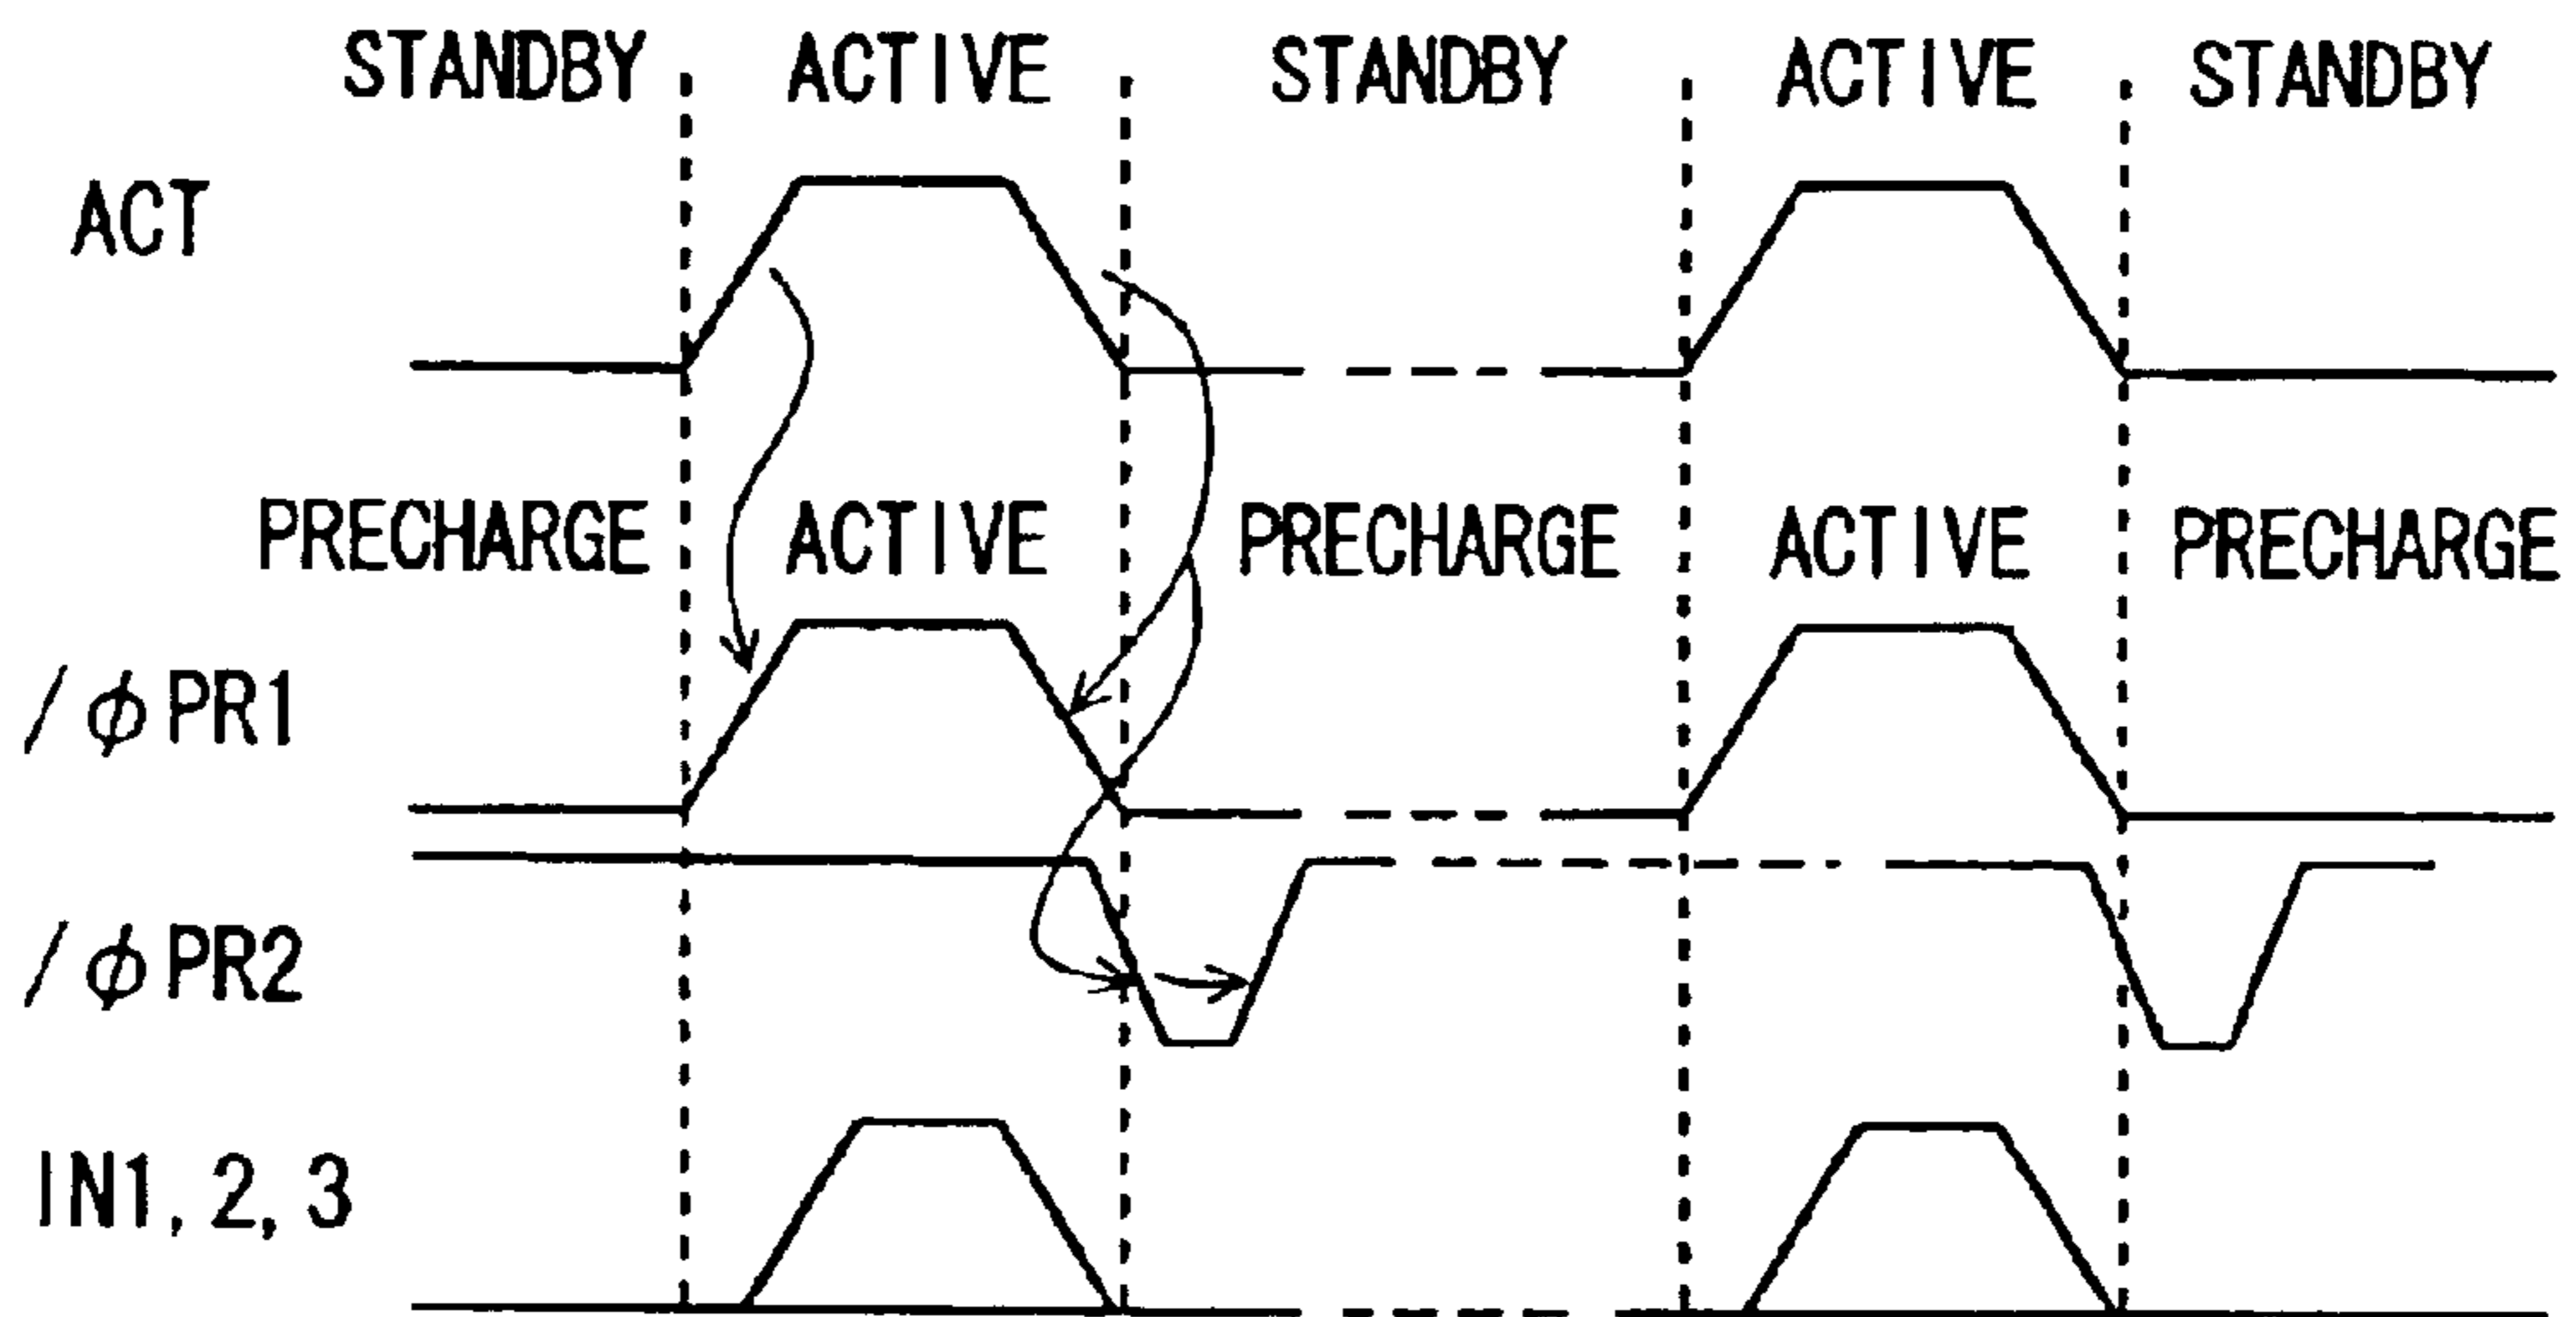 STANDBY ACTIVE STANDBY ACTIVE STANDBY
ACT
PRECHARGE ACTIVE PRECHARGE ACTIVE PRECHARGE
/φPR1
/φPR2
IN1, 2, 3